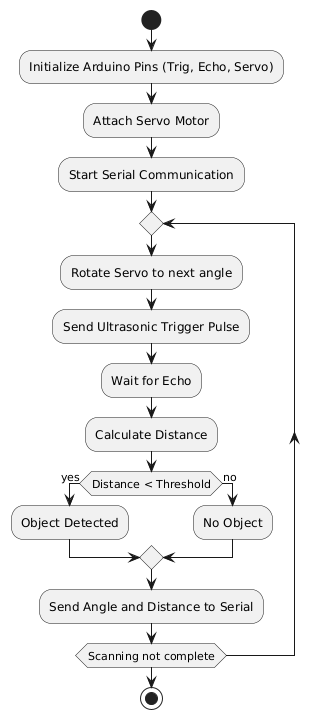 Initialize Arduino Pins (Trig, Echo, Servo)
Attach Servo Motor
Start Serial Communication
Rotate Servo to next angle
Send Ultrasonic Trigger Pulse
Wait for Echo
Calculate Distance
yes
Distance < Threshold
no
Object Detected
No Object
Send Angle and Distance to Serial
Scanning not complete